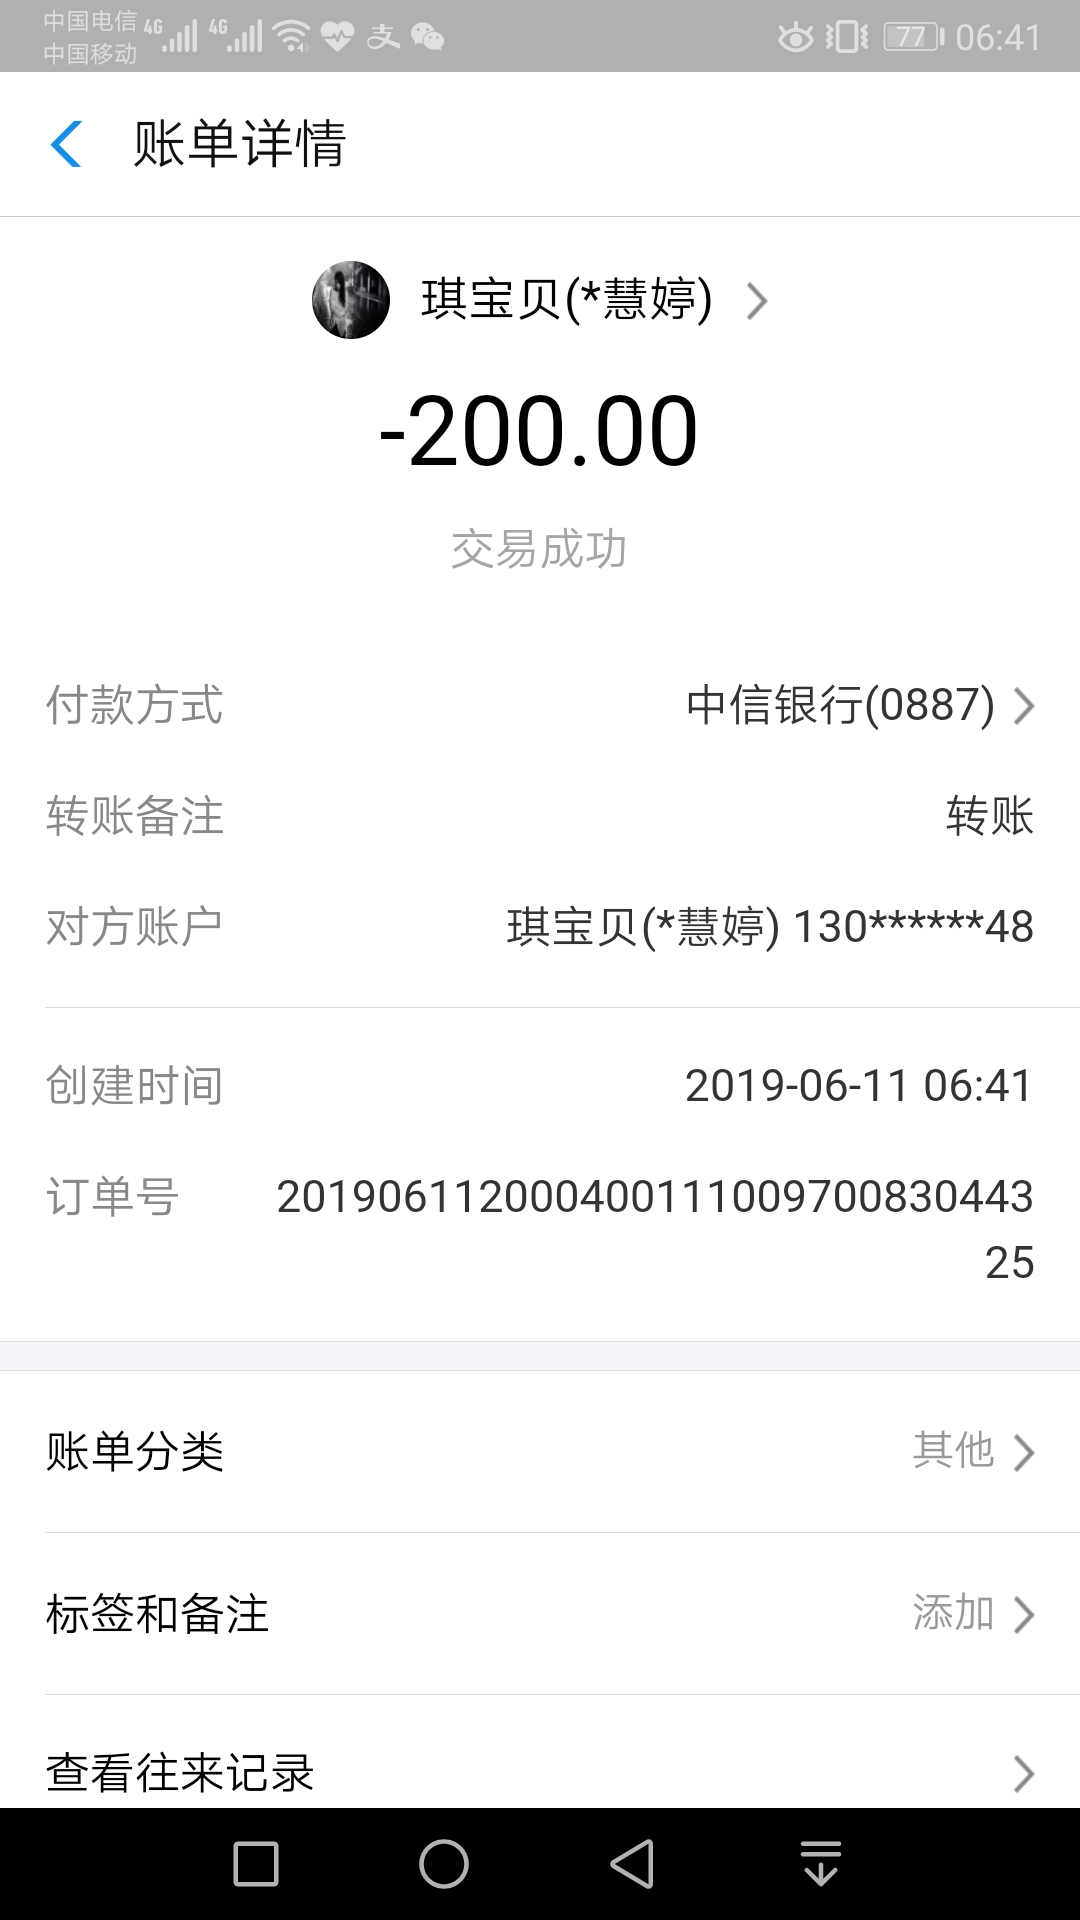 中国电信 4G 4G 77 06:41
中国移动
账单详情
琪宝贝(*慧婷)
-200.00
交易成功
付款方式 中信银行(0887)
转账备注 转账
对方账户 琪宝贝(*慧婷) 130******48
创建时间 2019-06-11 06:41
订单号 201906112000400111009700830443
25
账单分类 其他
标签和备注 添加
查看往来记录